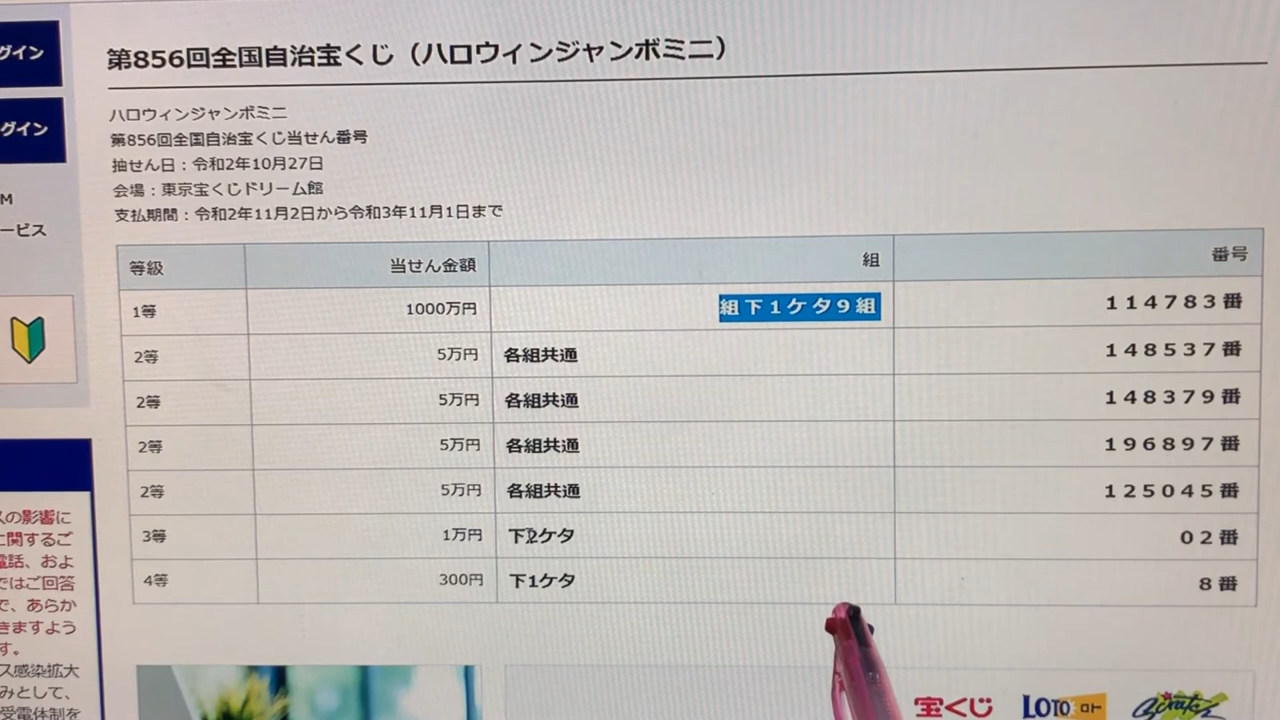 第856回全国自治宝くじ（ハロウィンジャンボミニ）
ハロウィンジャンボミニ
第856回全国自治宝くじ当せん番号
抽せん日：令和2年10月27日
会場：東京宝くじドリーム館
支払期間：令和2年11月2日から令和3年11月1日まで
等級 当せん金額 組 番号
1等 1000万円 組下1ケタ9組 114783番
2等 5万円 各組共通 148537番
2等 5万円 各組共通 148379番
2等 5万円 各組共通 196897番
2等 5万円 各組共通 125045番
3等 1万円 下2ケタ 02番
4等 300円 下1ケタ 8番
グイン
グイン
M
ービス
スの影響に
に関するご
電話、およ
ではご回答
で、あらか
きますよう
す。
ス感染拡大
みとして、
受電体制を
宝くじ
LOTO ロト
Scratch